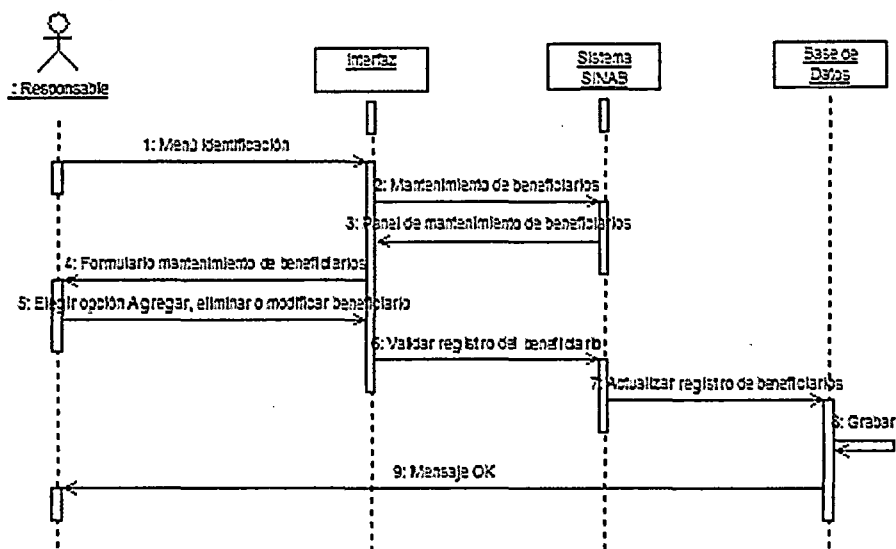 : Responsable
Interfaz
Sistema
SINAB
Base de
Datos
1: Menú Identificación
2: Mantenimiento de beneficiarios
3: Panel de mantenimiento de beneficiarios
4: Formulario mantenimiento de beneficiarios
5: Elegir opción Agregar, eliminar o modificar beneficiario
6: Validar registro del beneficiario
7: Actualizar registro de beneficiarios
8: Grabar
9: Mensaje OK